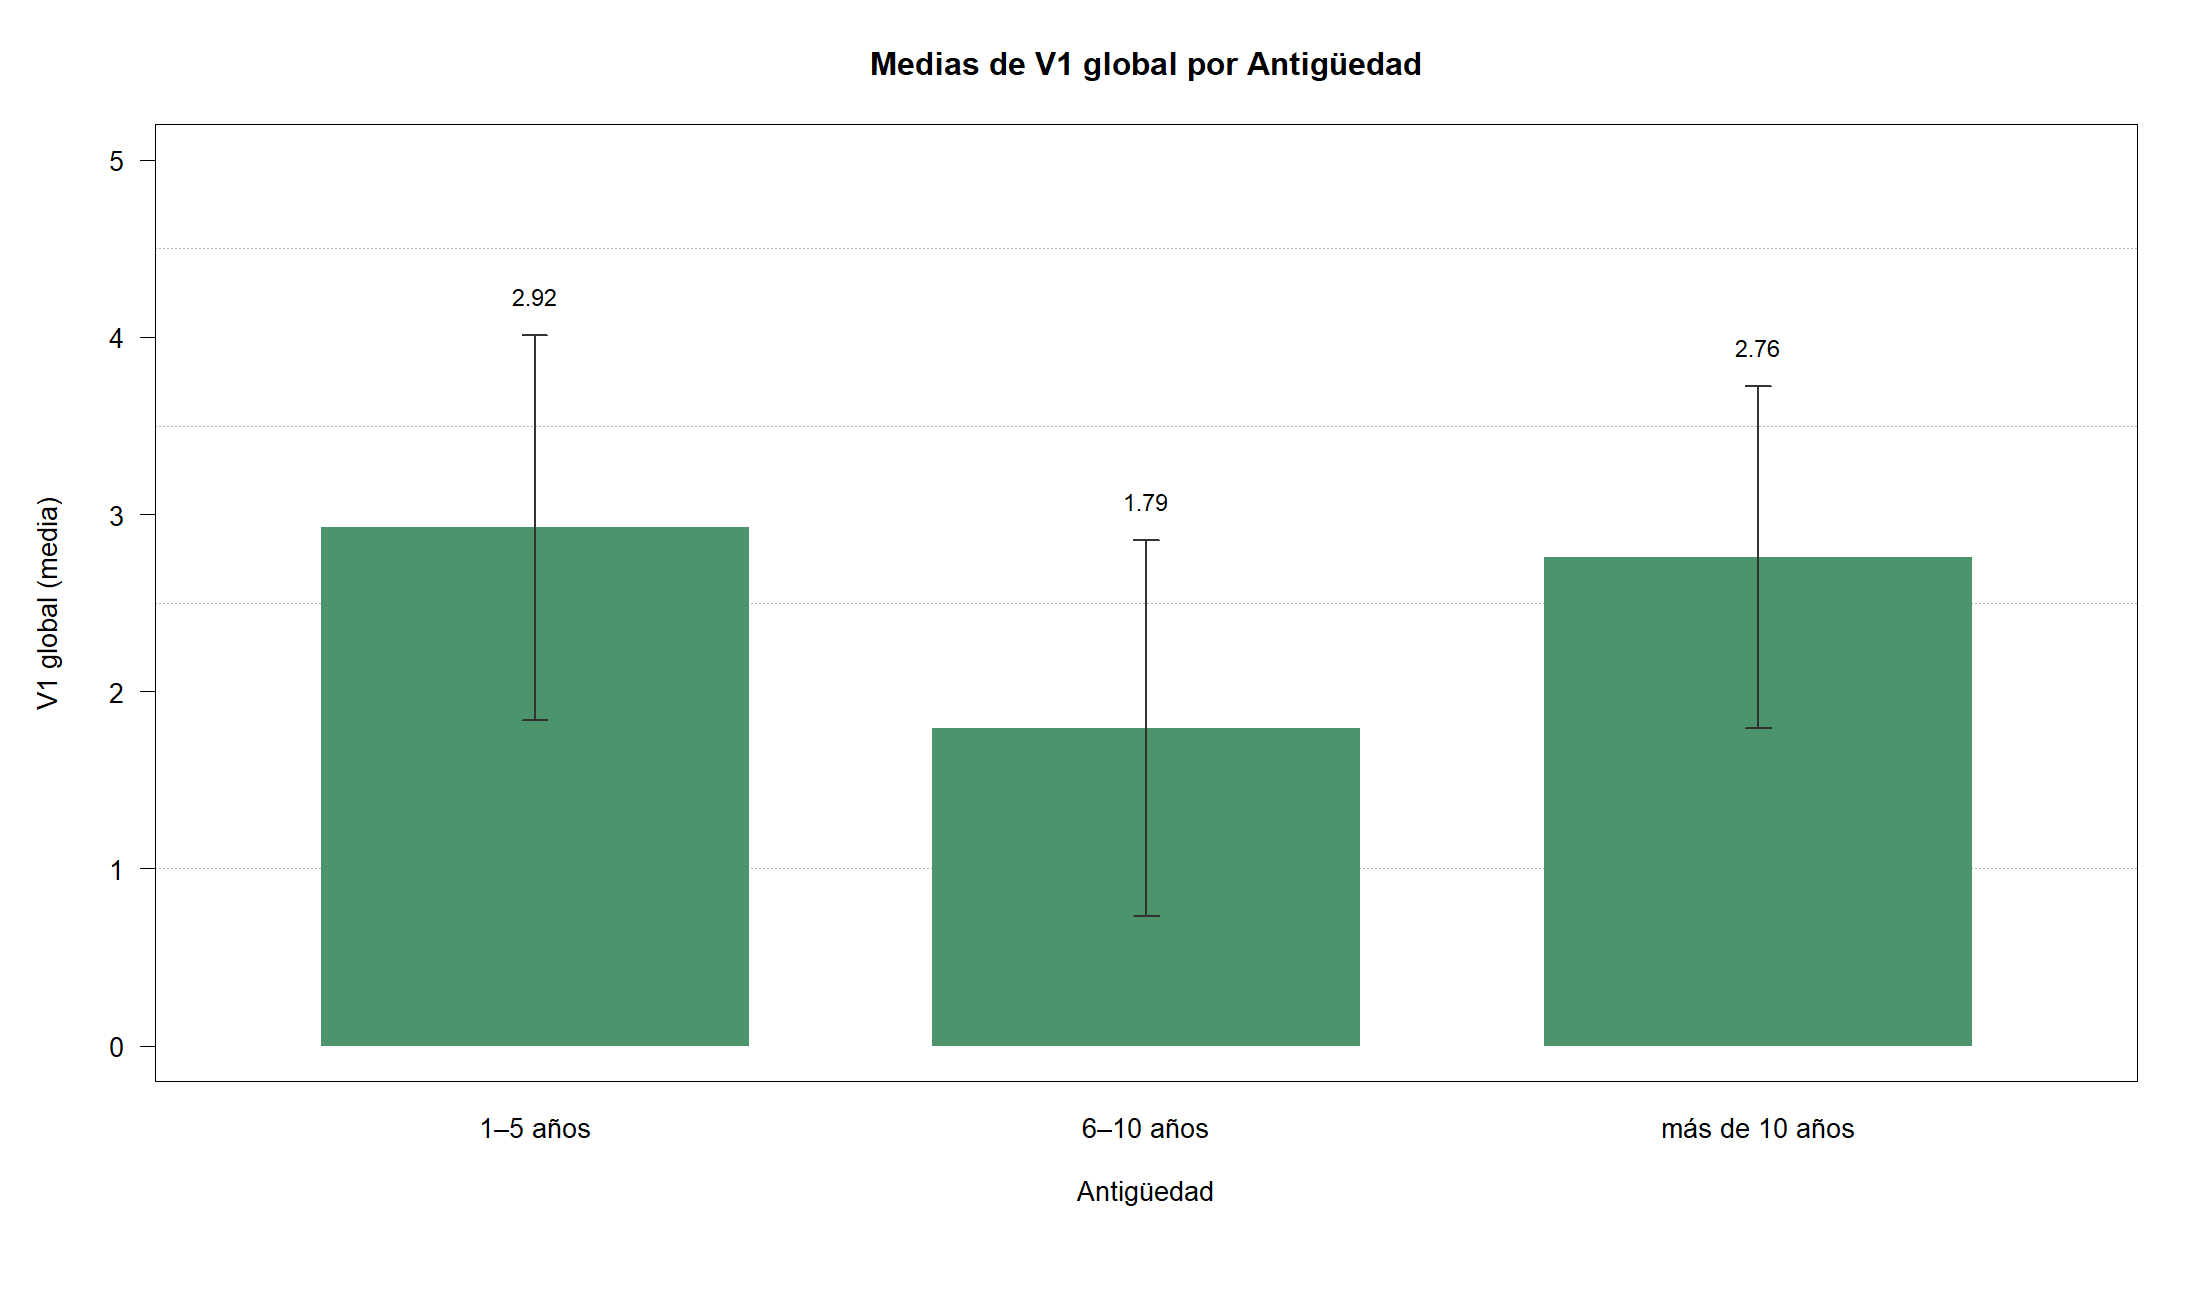 Medias de V1 global por Antigüedad
V1 global (media)
5
4
3
2
1
0
2.92
1.79
2.76
1–5 años
6–10 años
más de 10 años
Antigüedad